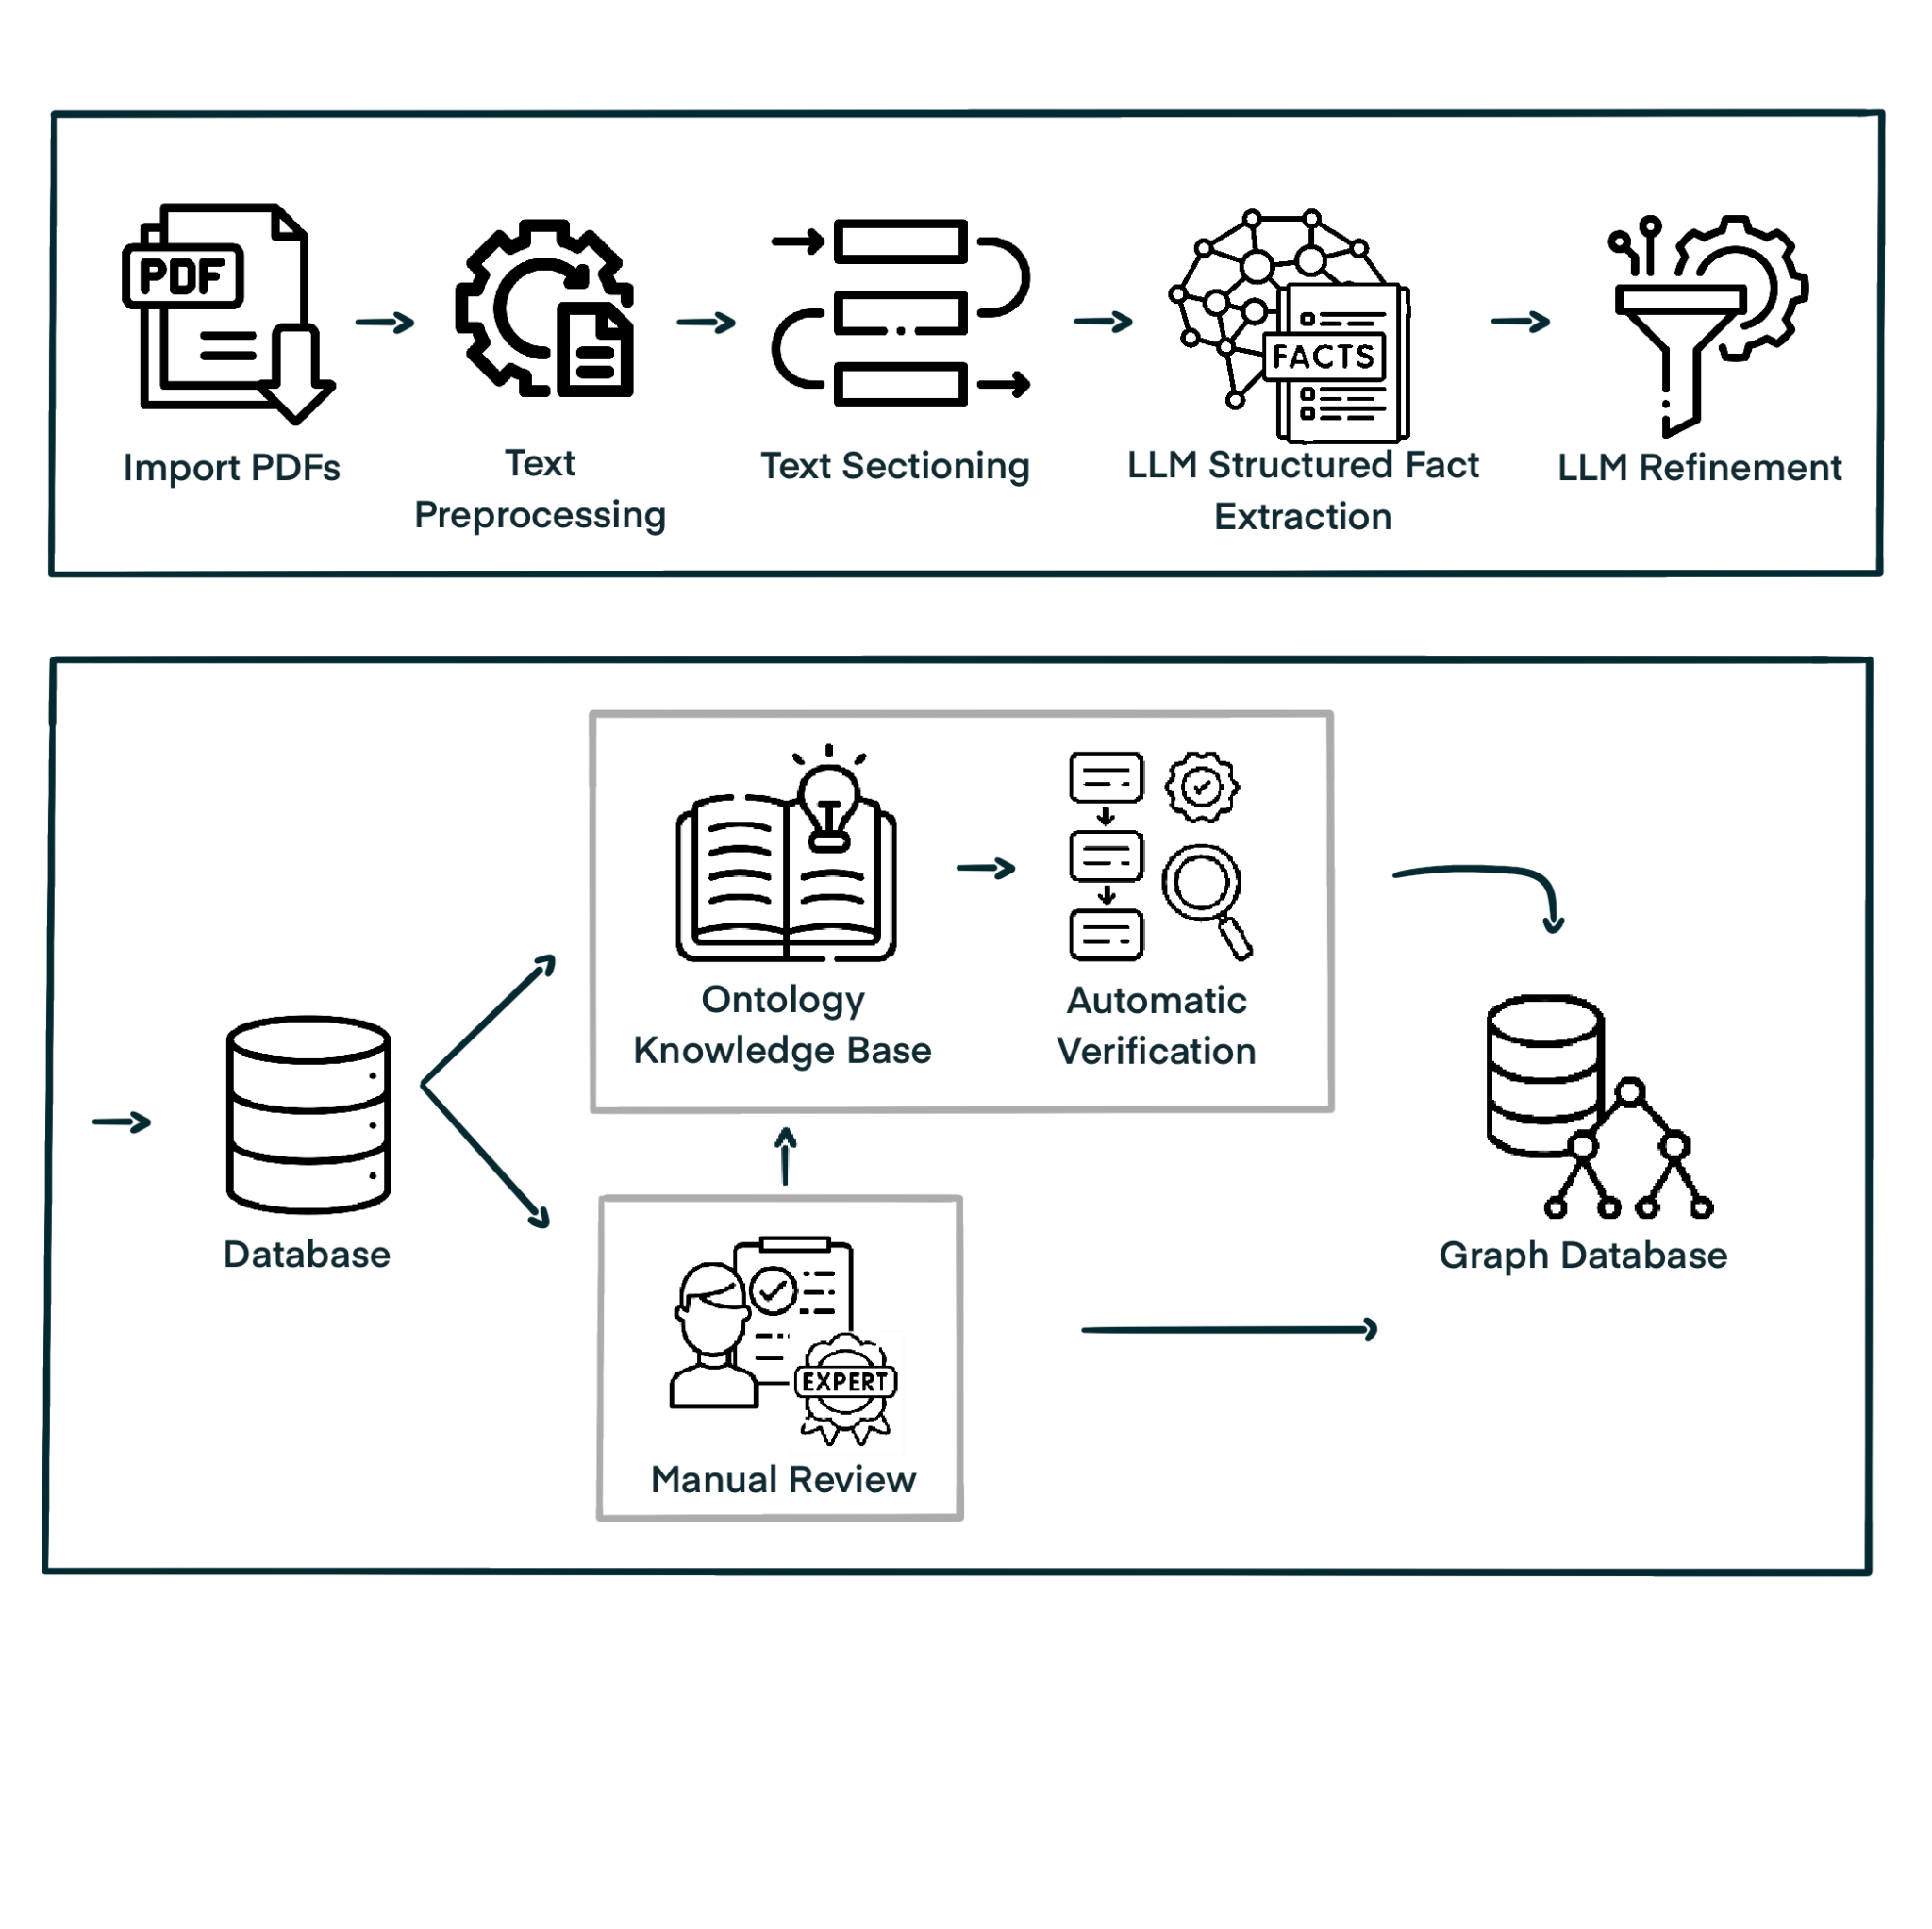 PDF
FACTS
Import PDFs
Text
Preprocessing
Text Sectioning
LLM Structured Fact
Extraction
LLM Refinement
Ontology
Knowledge Base
Automatic
Verification
Database
Graph Database
EXPERT
Manual Review